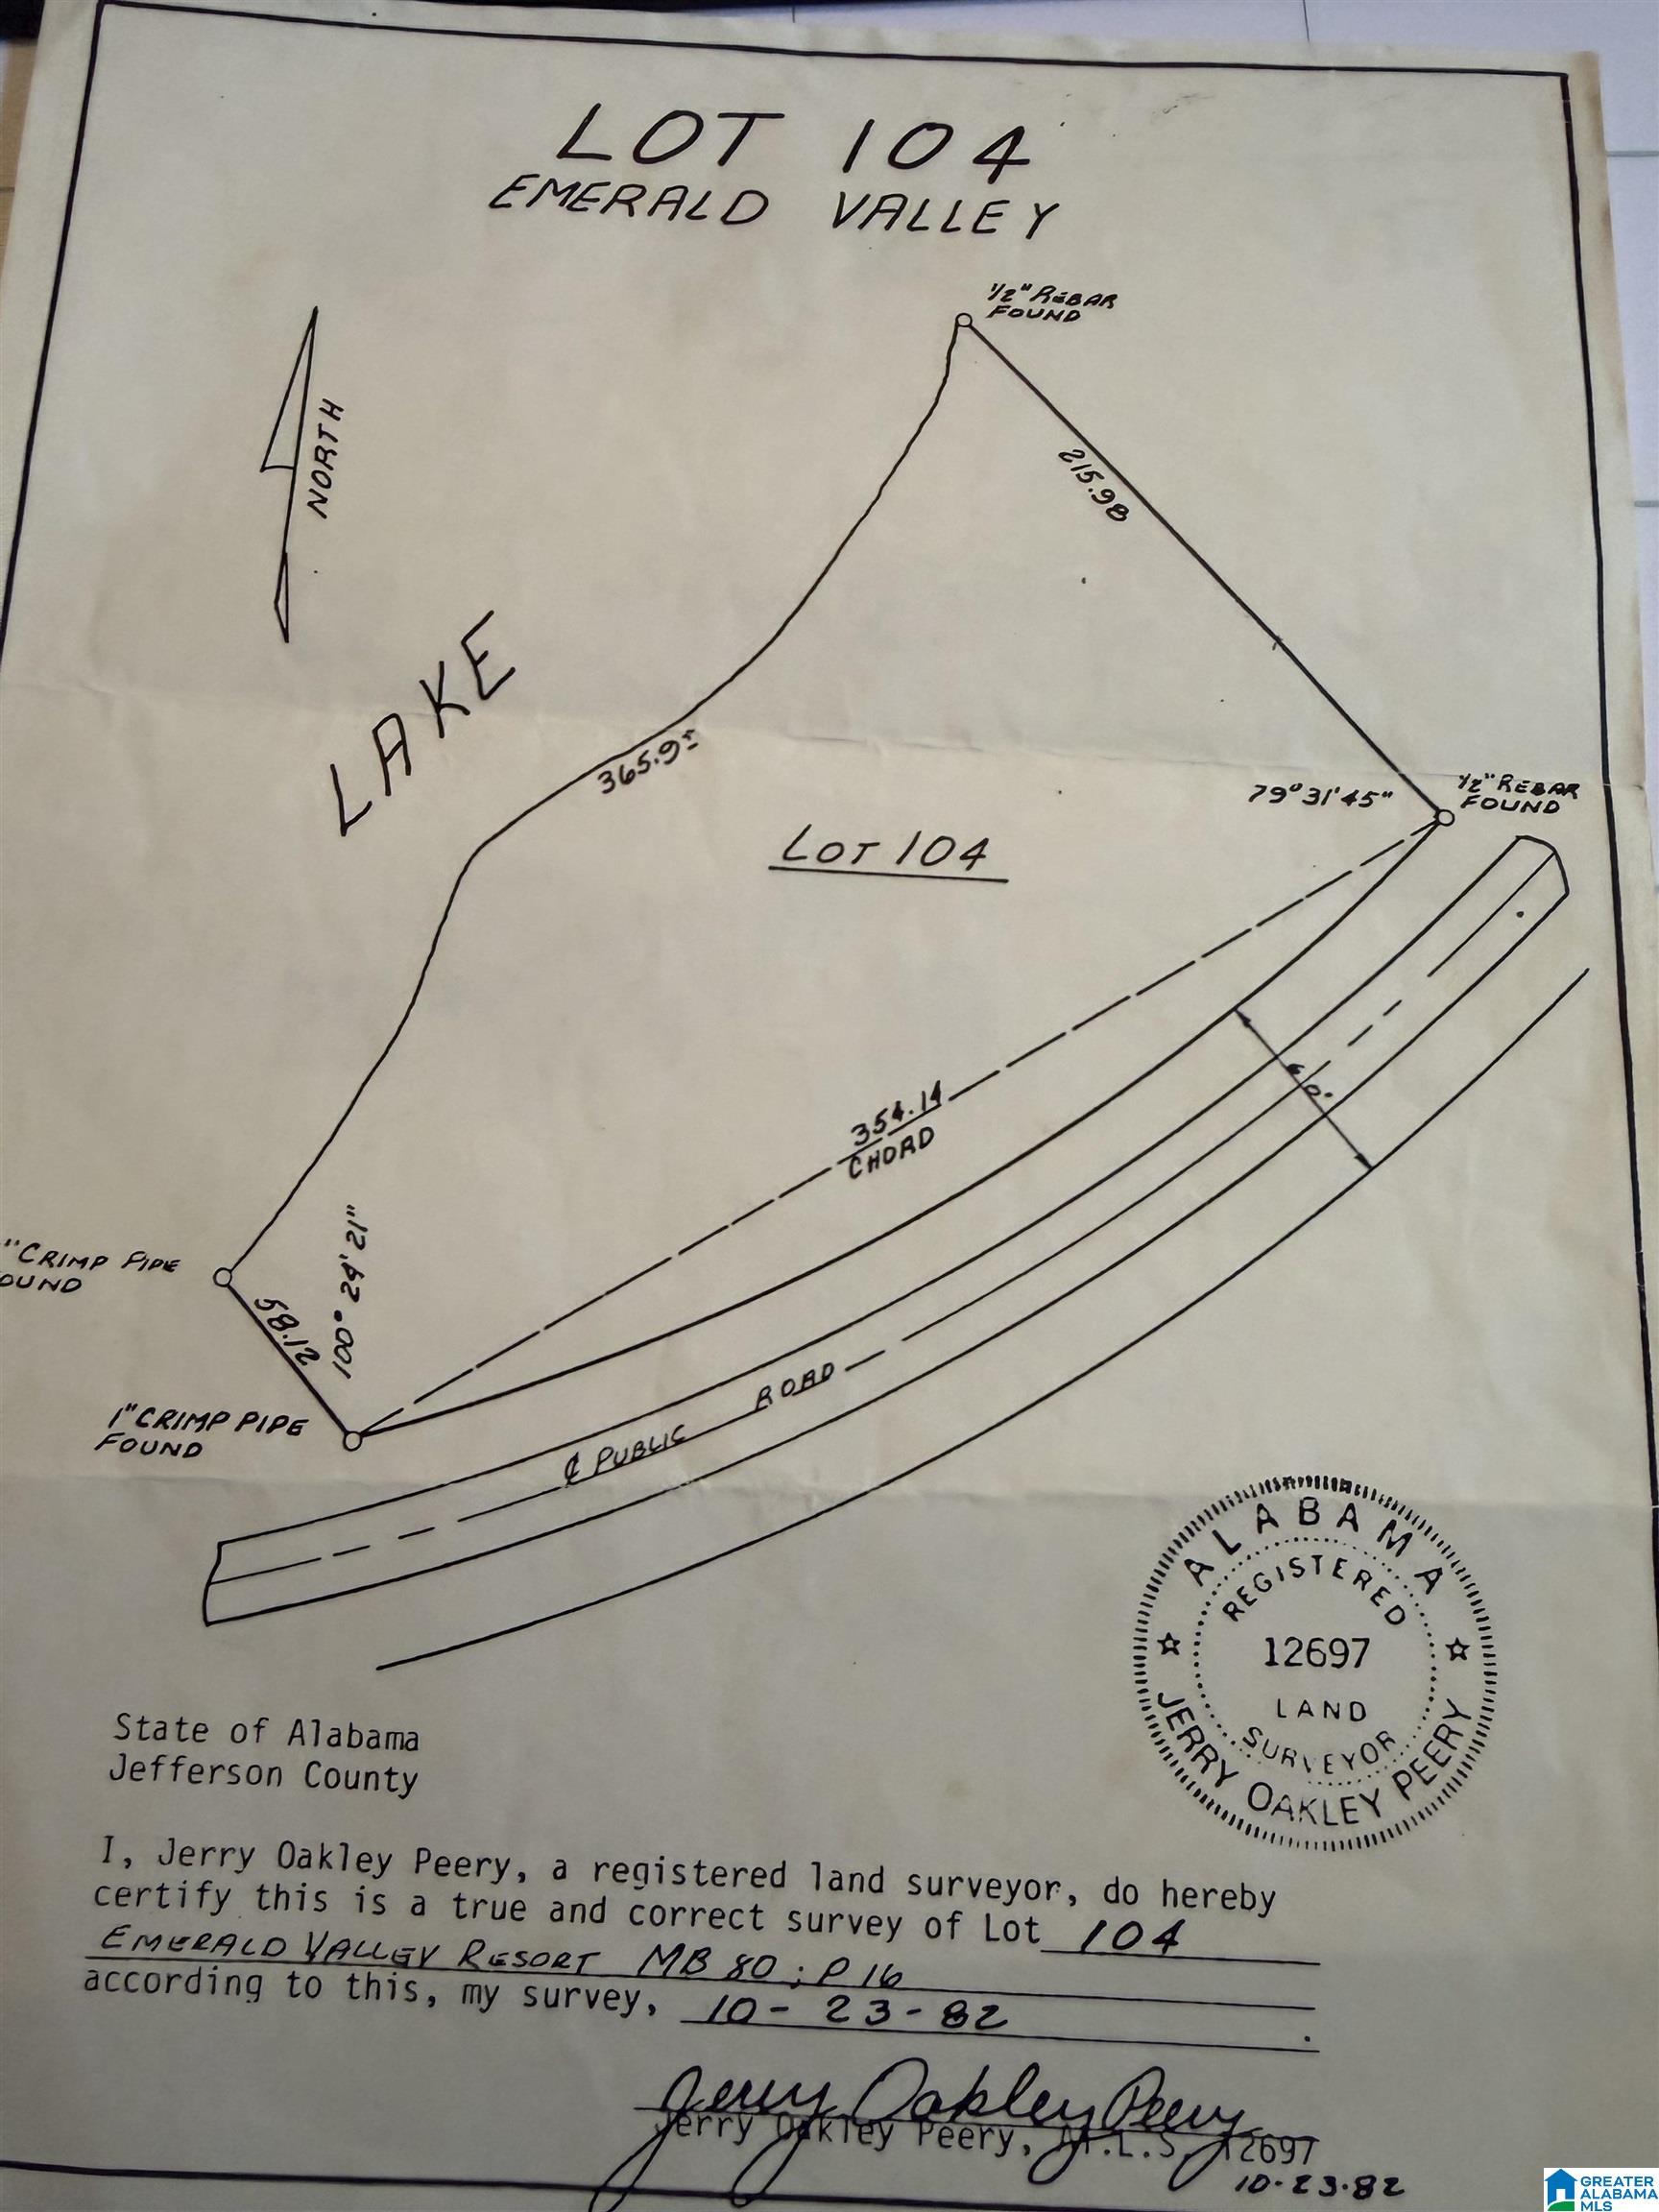 LOT 104
EMERALD VALLEY
1/2" REBAR
FOUND
NORTH
215.98
LAKE
365.9±
79°31'45"
1/2" REBAR
FOUND
LOT 104
60'
354.14
CHORD
" CRIMP PIPE
OUND
58.12
100° 24' 21"
1" CRIMP PIPE
FOUND
℄ PUBLIC ROAD
ALABAMA
REGISTERED
12697
LAND
SURVEYOR
JERRY OAKLEY PEERY
State of Alabama
Jefferson County
I, Jerry Oakley Peery, a registered land surveyor, do hereby
certify this is a true and correct survey of Lot 104
EMERALD VALLEY RESORT MB 80; P 16
according to this, my survey, 10-23-82.
Jerry Oakley Peery
Jerry Oakley Peery, Al.L.S. 12697
10-23-82
GREATER
ALABAMA
MLS